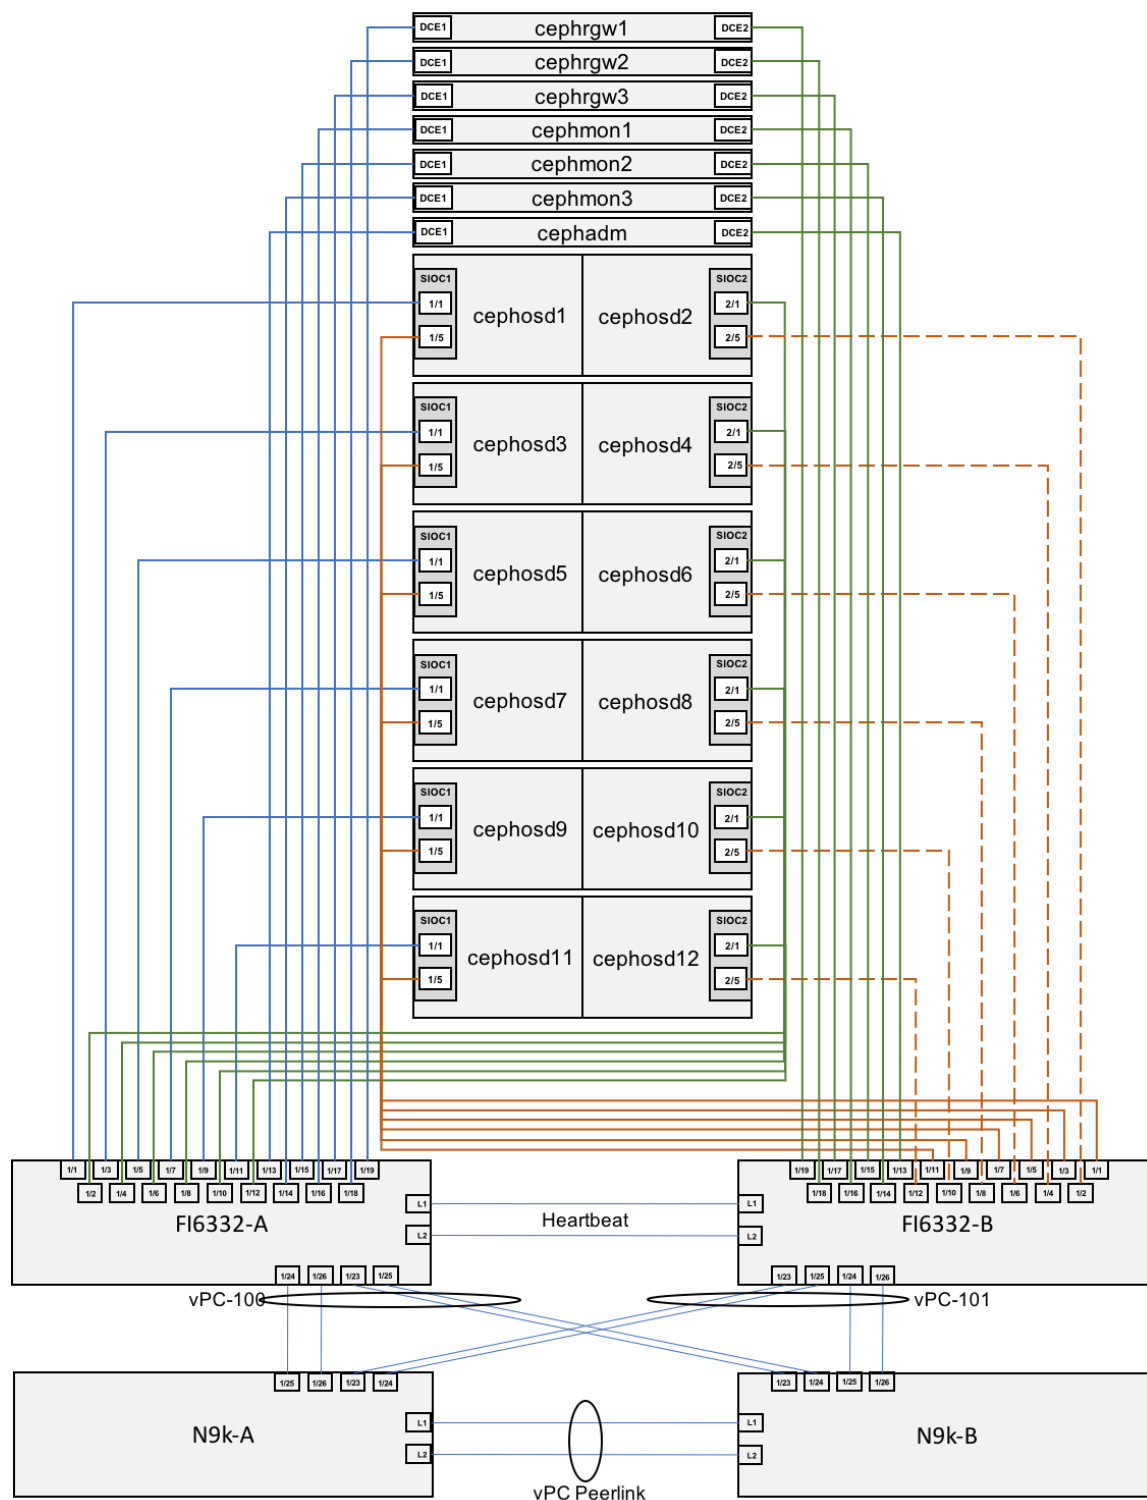 DCE1 cephrgw1 DCE2
DCE1 cephrgw2 DCE2
DCE1 cephrgw3 DCE2
DCE1 cephmon1 DCE2
DCE1 cephmon2 DCE2
DCE1 cephmon3 DCE2
DCE1 cephadm DCE2
SIOC1 SIOC2
1/1 2/1
cephosd1 cephosd2
1/5 2/5
SIOC1 SIOC2
1/1 2/1
cephosd3 cephosd4
1/5 2/5
SIOC1 SIOC2
1/1 2/1
cephosd5 cephosd6
1/5 2/5
SIOC1 SIOC2
1/1 2/1
cephosd7 cephosd8
1/5 2/5
SIOC1 SIOC2
1/1 2/1
cephosd9 cephosd10
1/5 2/5
SIOC1 SIOC2
1/1 2/1
cephosd11 cephosd12
1/5 2/5
1/1 1/3 1/5 1/7 1/9 1/11 1/13 1/15 1/17 1/19
1/2 1/4 1/6 1/8 1/10 1/12 1/14 1/16 1/18
FI6332-A
L1
L2
1/24 1/26 1/23 1/25
Heartbeat
1/19 1/17 1/15 1/13 1/11 1/9 1/7 1/5 1/3 1/1
1/18 1/16 1/14 1/12 1/10 1/8 1/6 1/4 1/2
L1
L2
FI6332-B
1/23 1/25 1/24 1/26
vPC-100 vPC-101
1/25 1/26 1/23 1/24
N9k-A
L1
L2
1/23 1/24 1/25 1/26
L1
L2
N9k-B
vPC Peerlink